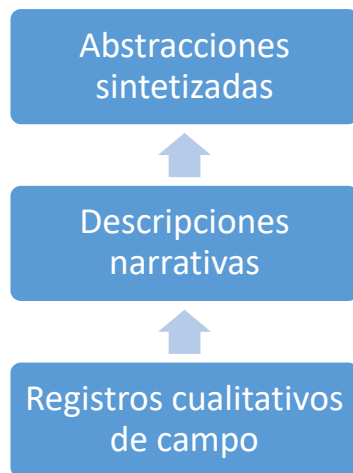 Abstracciones
sintetizadas
Descripciones
narrativas
Registros cualitativos
de campo